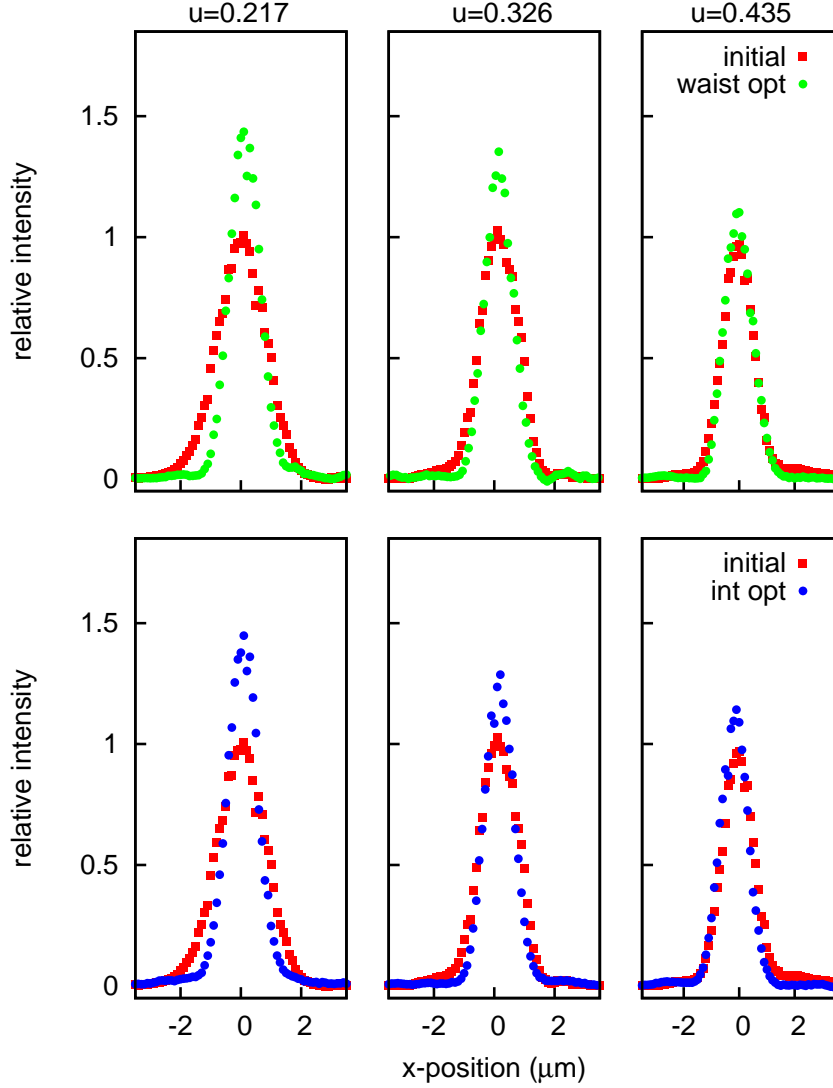 u=0.217 u=0.326 u=0.435
initial
waist opt
1.5
1
0.5
0
relative intensity
initial
int opt
1.5
1
0.5
0
relative intensity
-2 0 2 -2 0 2 -2 0 2
x-position (μm)